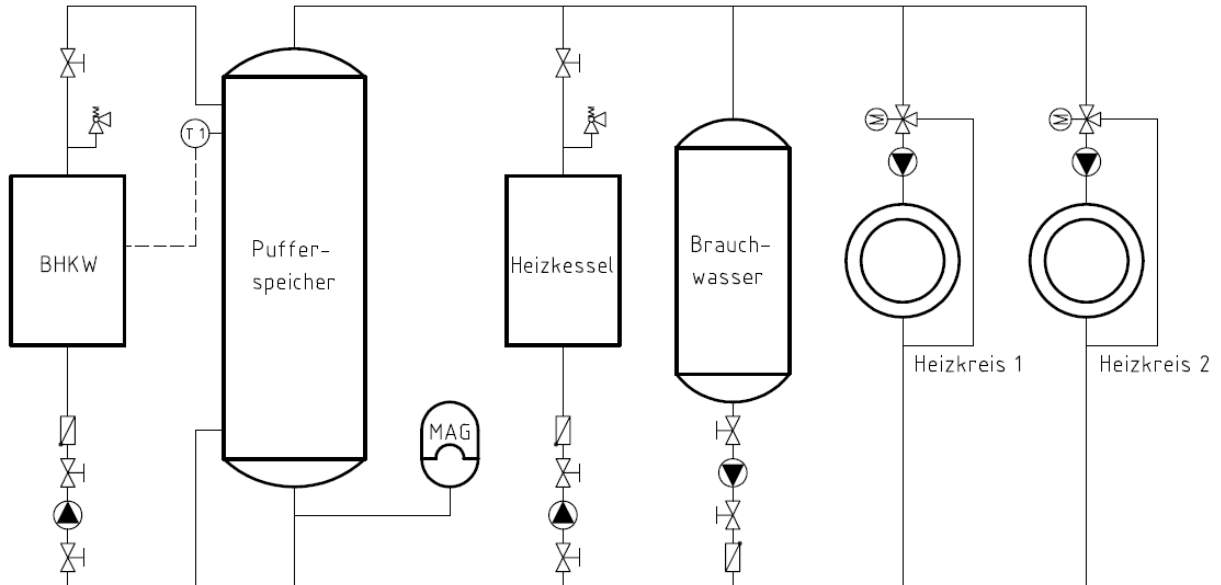 T 1
BHKW
Puffer-
speicher
MAG
Heizkessel
Brauch-
wasser
M
M
Heizkreis 1
Heizkreis 2